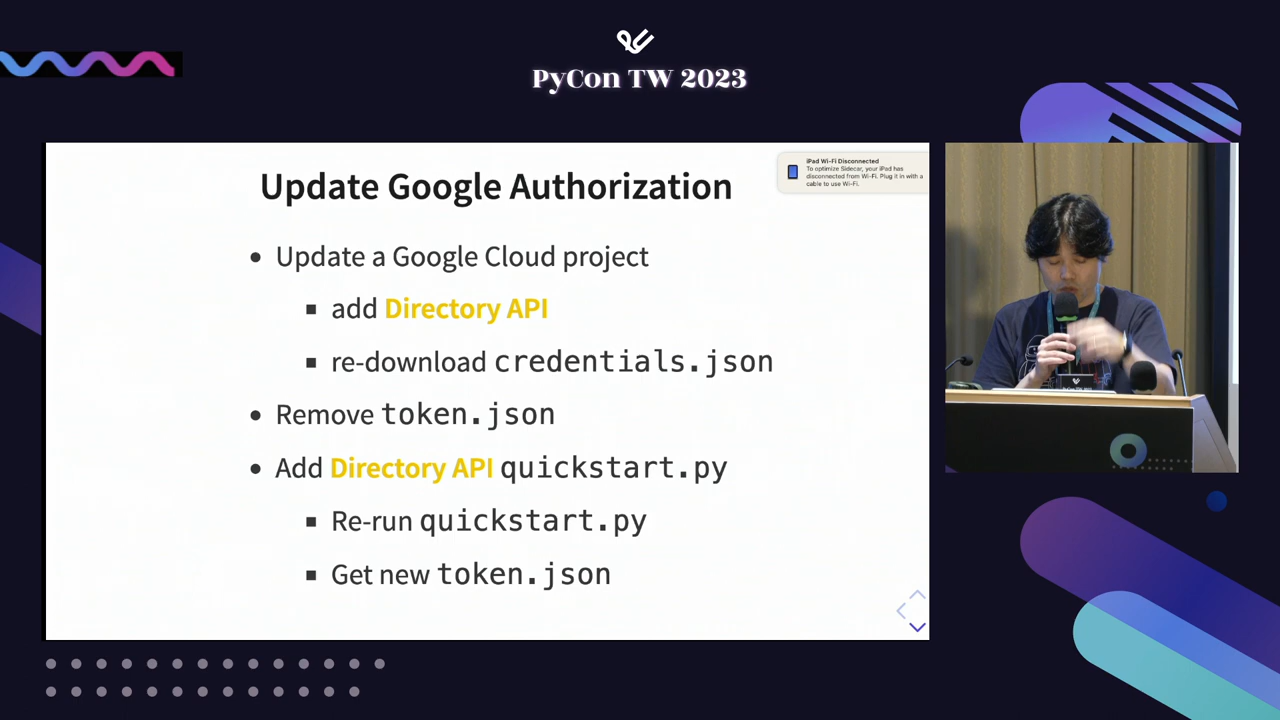 PyCon TW 2023
Update Google Authorization
iPad Wi-Fi Disconnected
To optimize Sidecar, your iPad has
disconnected from Wi-Fi. Plug it in with a
cable to use Wi-Fi.
Update a Google Cloud project
add Directory API
re-download credentials.json
Remove token.json
Add Directory API quickstart.py
Re-run quickstart.py
Get new token.json